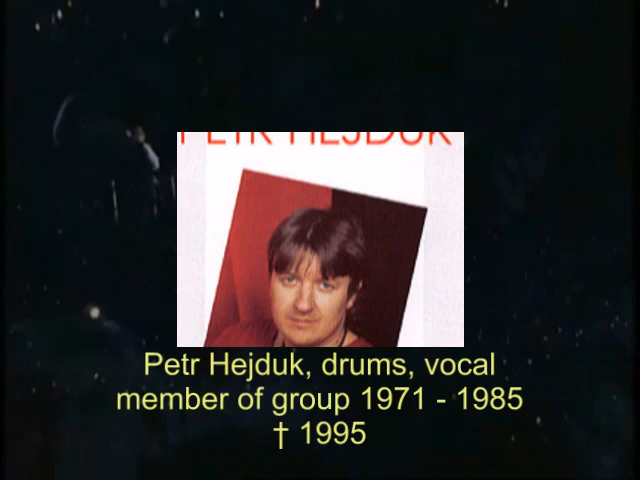 PETR HEJDUK
Petr Hejduk, drums, vocal
member of group 1971 - 1985
† 1995